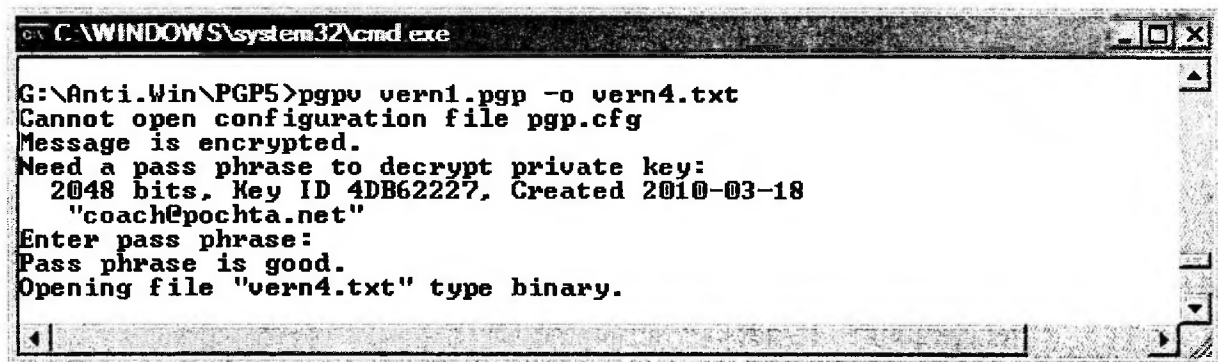 C:\WINDOWS\system32\cmd.exe
G:\Anti.Win\PGP5>pgpv vern1.pgp -o vern4.txt
Cannot open configuration file pgp.cfg
Message is encrypted.
Need a pass phrase to decrypt private key:
2048 bits, Key ID 4DB62227, Created 2010-03-18
"coach@pochta.net"
Enter pass phrase:
Pass phrase is good.
Opening file "vern4.txt" type binary.